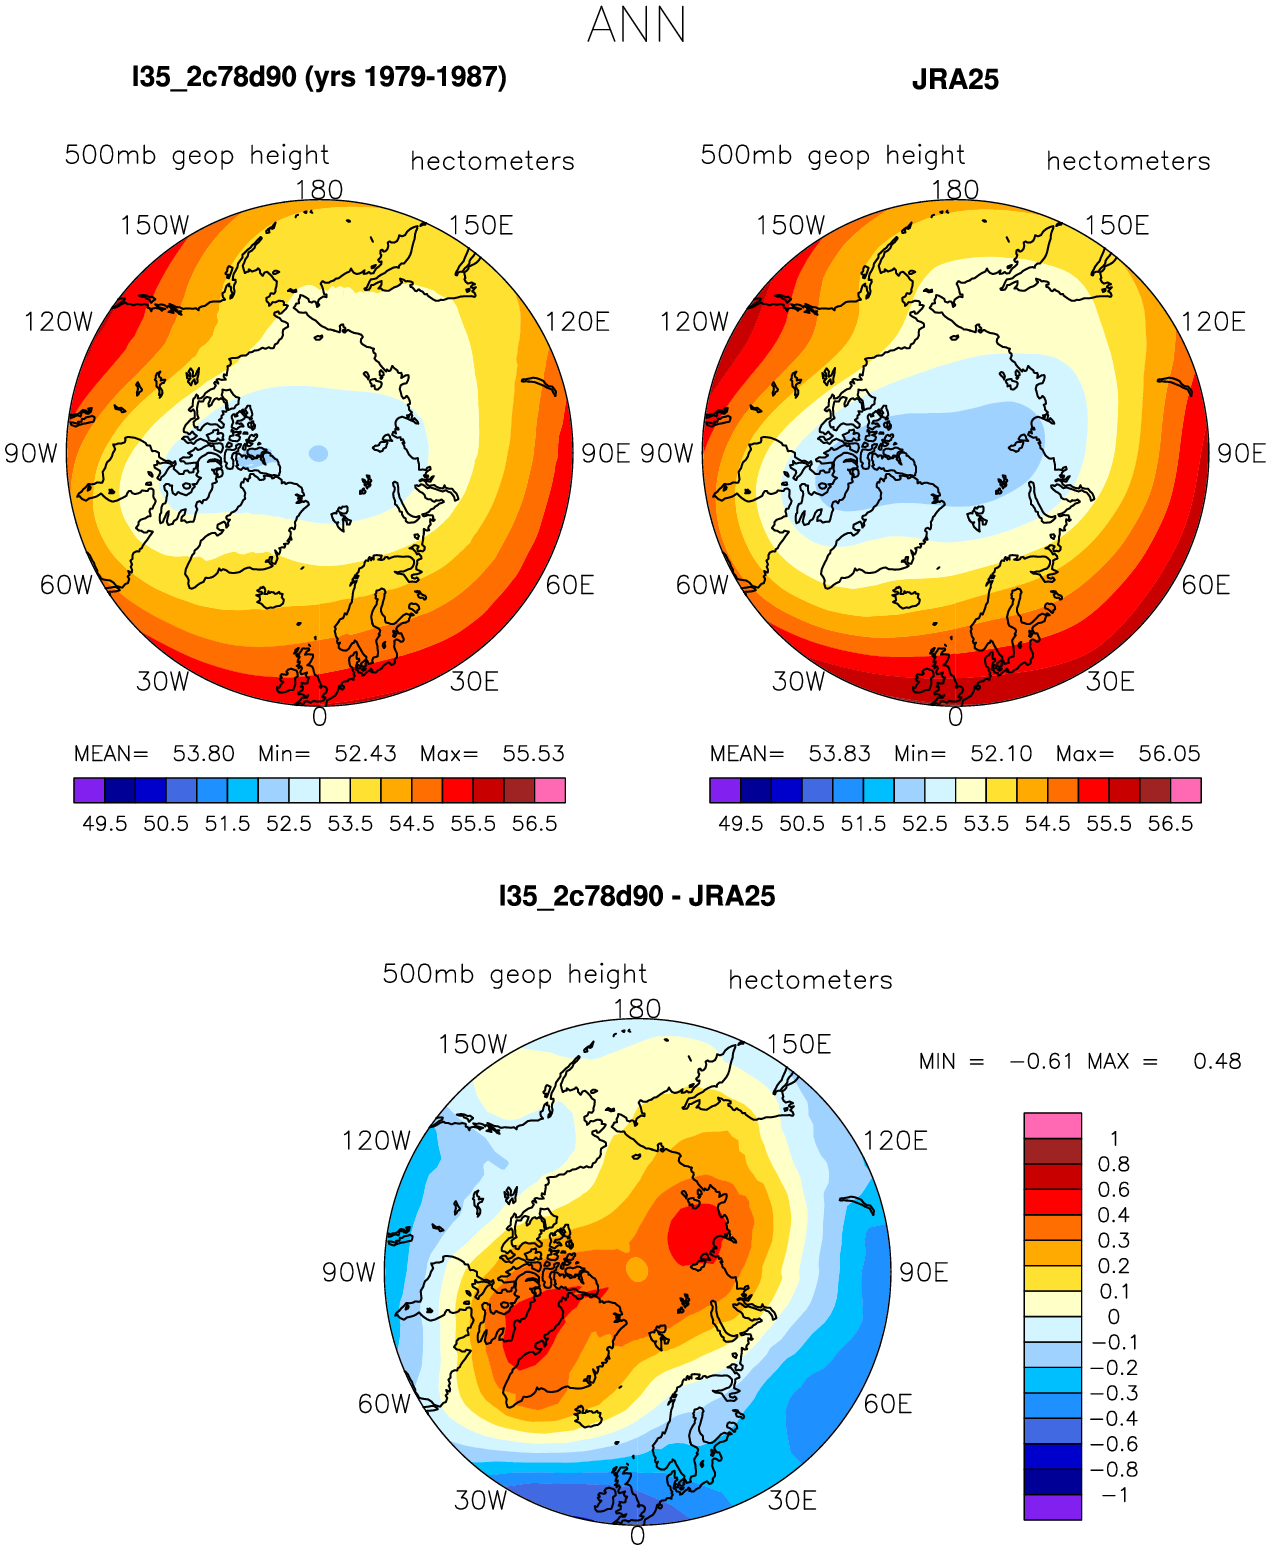 ANN
I35_2c78d90 (yrs 1979-1987)
JRA25
500mb geop height hectometers
500mb geop height hectometers
180
180
150W 150E
150W 150E
120W 120E
120W 120E
90W 90E
90W 90E
60W 60E
60W 60E
30W 30E
30W 30E
0
0
MEAN= 53.80 Min= 52.43 Max= 55.53
MEAN= 53.83 Min= 52.10 Max= 56.05
49.5 50.5 51.5 52.5 53.5 54.5 55.5 56.5
49.5 50.5 51.5 52.5 53.5 54.5 55.5 56.5
I35_2c78d90 - JRA25
500mb geop height hectometers
180
150W 150E
MIN = -0.61 MAX = 0.48
120W 120E
90W 90E
60W 60E
30W 30E
0
1
0.8
0.6
0.4
0.3
0.2
0.1
0
-0.1
-0.2
-0.3
-0.4
-0.6
-0.8
-1